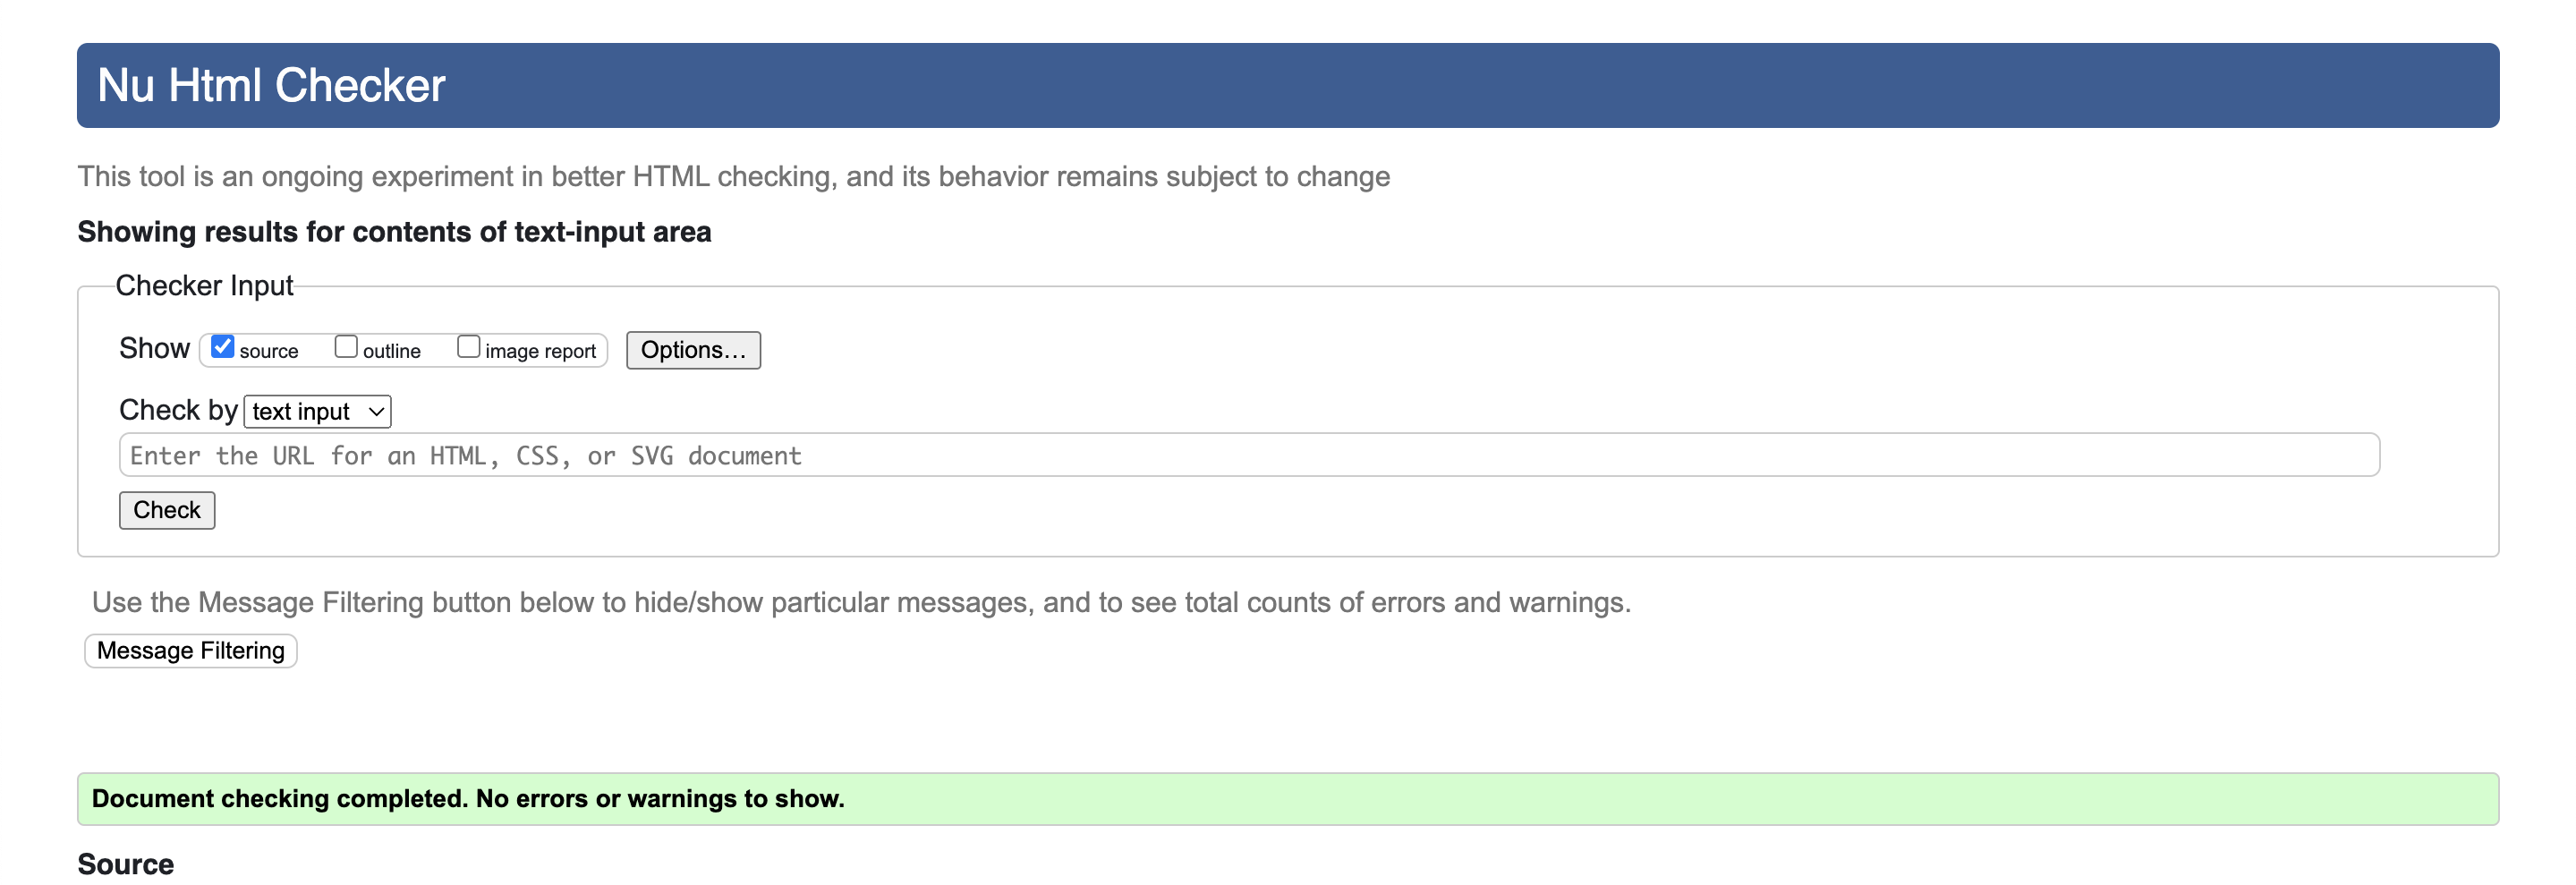 Nu Html Checker
This tool is an ongoing experiment in better HTML checking, and its behavior remains subject to change
Showing results for contents of text-input area
Checker Input
Show source outline image report Options…
Check by text input
Enter the URL for an HTML, CSS, or SVG document
Check
Use the Message Filtering button below to hide/show particular messages, and to see total counts of errors and warnings.
Message Filtering
Document checking completed. No errors or warnings to show.
Source